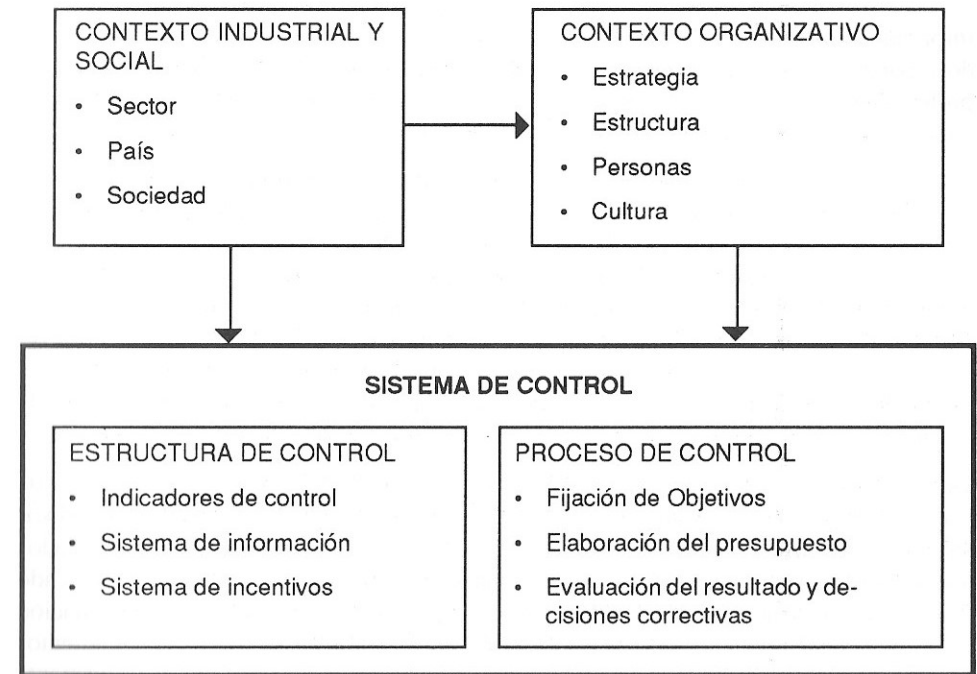 CONTEXTO INDUSTRIAL Y
SOCIAL
• Sector
• País
• Sociedad
CONTEXTO ORGANIZATIVO
• Estrategia
• Estructura
• Personas
• Cultura
SISTEMA DE CONTROL
ESTRUCTURA DE CONTROL
• Indicadores de control
• Sistema de información
• Sistema de incentivos
PROCESO DE CONTROL
• Fijación de Objetivos
• Elaboración del presupuesto
• Evaluación del resultado y de-
cisiones correctivas